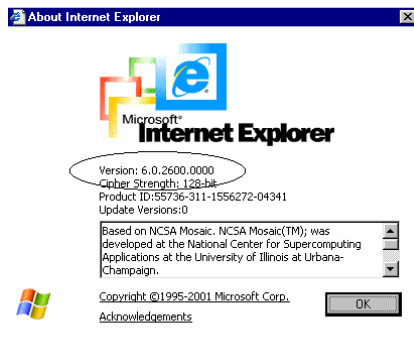 About Internet Explorer
Microsoft®
Internet Explorer
Version: 6.0.2600.0000
Cipher Strength: 128-bit
Product ID:55736-311-1556272-04341
Update Versions:0
Based on NCSA Mosaic. NCSA Mosaic(TM); was
developed at the National Center for Supercomputing
Applications at the University of Illinois at Urbana-
Champaign.
Copyright ©1995-2001 Microsoft Corp.
OK
Acknowledgements